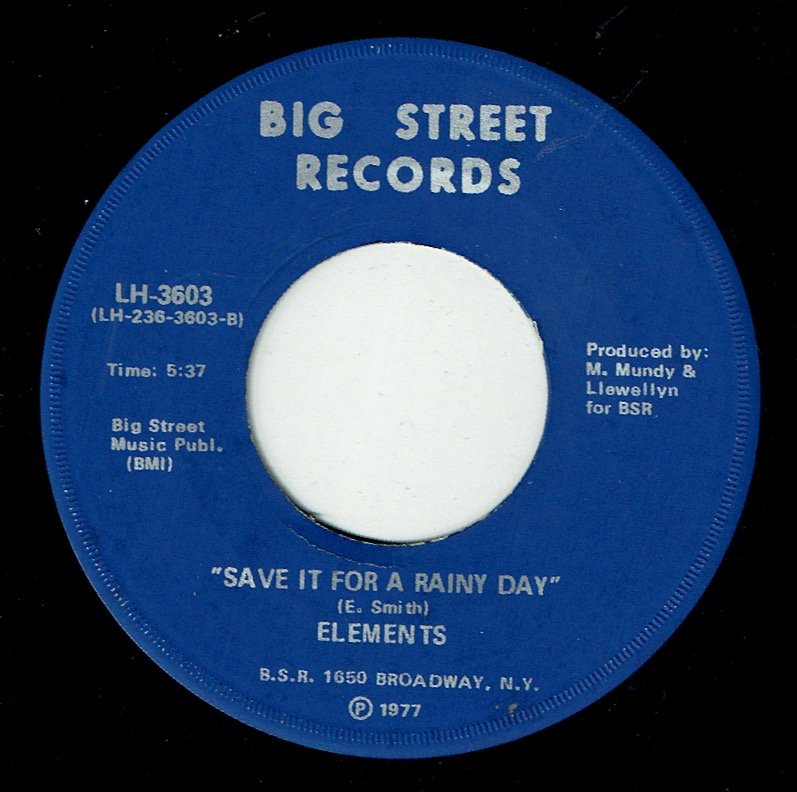 BIG STREET
RECORDS
LH-3603
(LH-236-3603-B)
Time: 5:37
Big Street
Music Publ.
(BMI)
Produced by:
M. Mundy &
Llewellyn
for BSR
"SAVE IT FOR A RAINY DAY"
(E. Smith)
ELEMENTS
B.S.R. 1650 BROADWAY, N.Y.
Ⓟ 1977